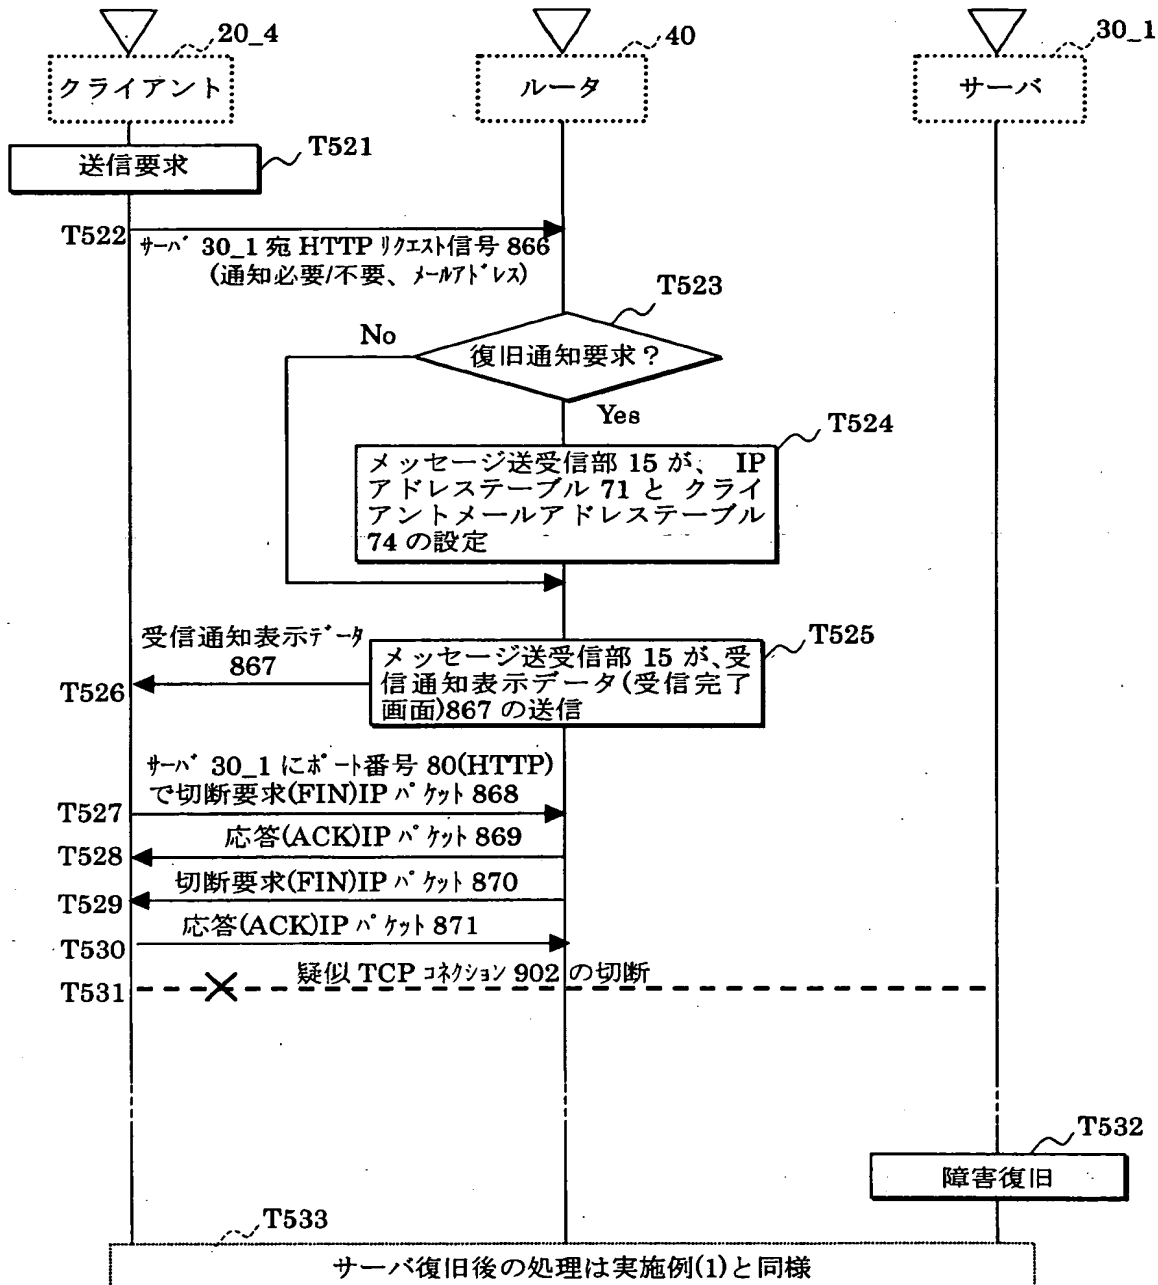 20_4
40
30_1
クライアント
ルータ
サーバ
送信要求
T521
T522
ｻｰﾊﾞ 30_1 宛 HTTP ﾘｸｴｽﾄ信号 866
(通知必要/不要、ﾒｰﾙｱﾄﾞﾚｽ)
T523
No
復旧通知要求？
Yes
T524
メッセージ送受信部 15 が、 IP
アドレステーブル 71 と クライ
アントメールアドレステーブル
74 の設定
受信通知表示ﾃﾞｰﾀ
867
T525
メッセージ送受信部 15 が、受
信通知表示データ(受信完了
画面)867 の送信
T526
ｻｰﾊﾞ 30_1 にﾎﾟｰﾄ番号 80(HTTP)
で切断要求(FIN)IP ﾊﾟｹｯﾄ 868
T527
応答(ACK)IP ﾊﾟｹｯﾄ 869
T528
切断要求(FIN)IP ﾊﾟｹｯﾄ 870
T529
応答(ACK)IP ﾊﾟｹｯﾄ 871
T530
疑似 TCP ｺﾈｸｼｮﾝ 902 の切断
T531
T532
障害復旧
T533
サーバ復旧後の処理は実施例(1)と同様